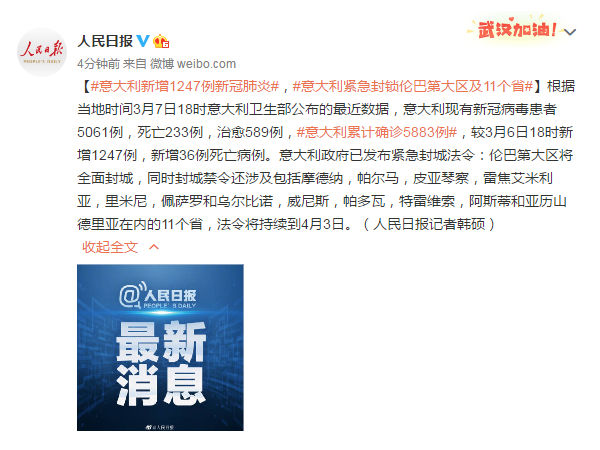 人民日报
PEOPLE'S DAILY
人民日报
武汉加油!
4分钟前 来自 微博 weibo.com
【#意大利新增1247例新冠肺炎#，#意大利紧急封锁伦巴第大区及11个省#】根据
当地时间3月7日18时意大利卫生部公布的最近数据，意大利现有新冠病毒患者
5061例，死亡233例，治愈589例，#意大利累计确诊5883例#，较3月6日18时新
增1247例，新增36例死亡病例。意大利政府已发布紧急封城法令：伦巴第大区将
全面封城，同时封城禁令还涉及包括摩德纳，帕尔马，皮亚琴察，雷焦艾米利
亚，里米尼，佩萨罗和乌尔比诺，威尼斯，帕多瓦，特雷维索，阿斯蒂和亚历山
德里亚在内的11个省，法令将持续到4月3日。（人民日报记者韩硕）
收起全文
@人民日报
PEOPLE'S DAILY
最新
消息
@人民日报